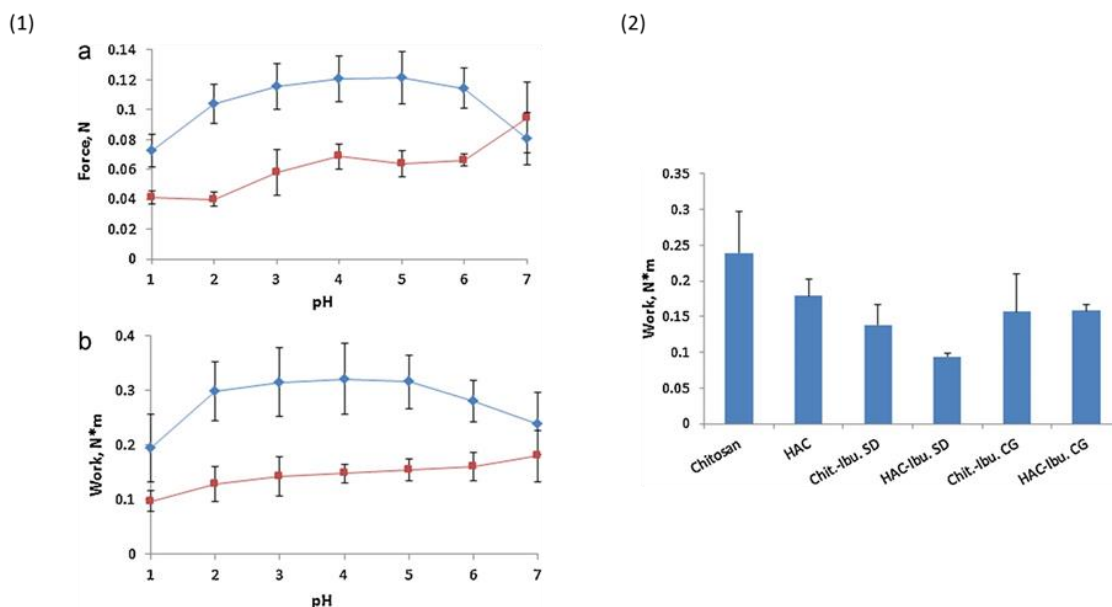 (1)
(2)
a
0.14
0.12
0.1
0.08
0.06
0.04
0.02
0
Force, N
1 2 3 4 5 6 7
pH
b
0.4
0.3
0.2
0.1
0
Work, N*m
1 2 3 4 5 6 7
pH
0.35
0.3
0.25
0.2
0.15
0.1
0.05
0
Work, N*m
Chitosan
HAC
Chit.-Ibu. SD
HAC-Ibu. SD
Chit.-Ibu. CG
HAC-Ibu. CG